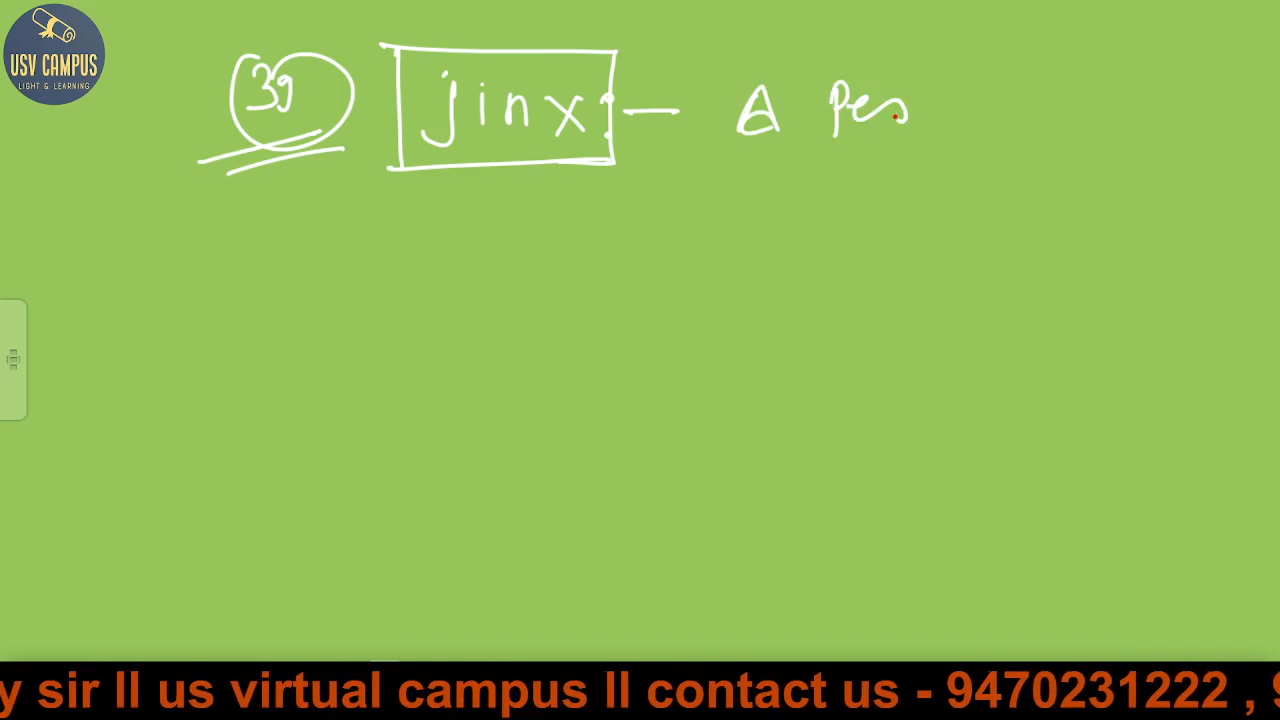 USV CAMPUS
LIGHT & LEARNING
39 jinx :— A Pers
y sir ll us virtual campus ll contact us - 9470231222 , 9